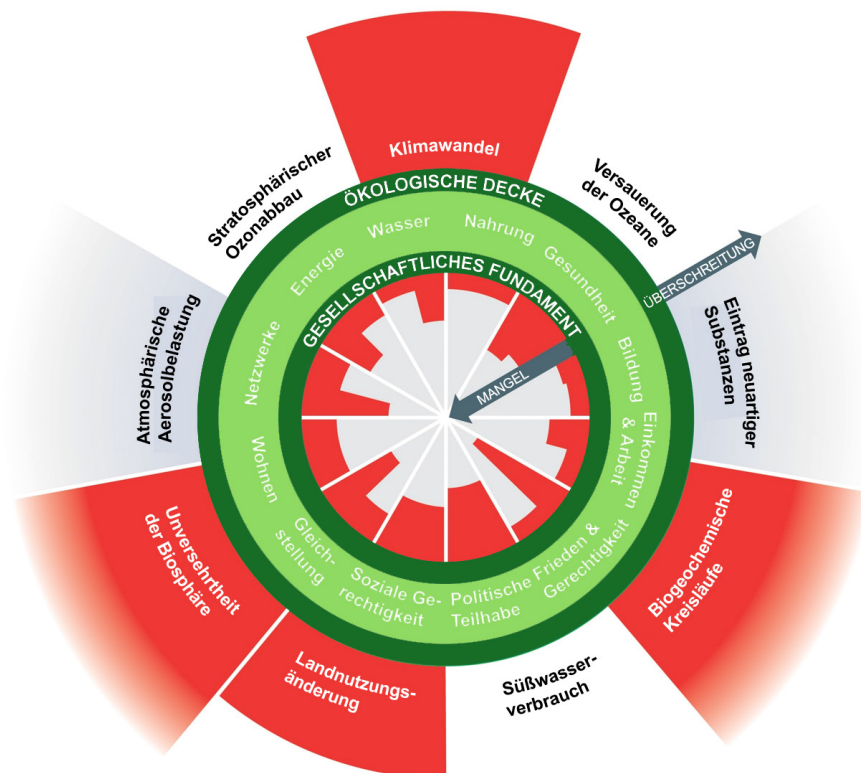 Klimawandel
ÖKOLOGISCHE DECKE
Stratosphärischer
Ozonabbau
Versauerung
der Ozeane
Wasser
Nahrung
Energie
Gesundheit
GESELLSCHAFTLICHES FUNDAMENT
ÜBERSCHREITUNG
Atmosphärische
Aerosolbelastung
Eintrag neuartiger
Substanzen
Netzwerke
Bildung
MANGEL
Einkommen
& Arbeit
Wohnen
Gleich-
stellung
Soziale Ge-
rechtigkeit
Politische
Teilhabe
Frieden &
Gerechtigkeit
Unversehrtheit
der Biosphäre
Biogeochemische
Kreisläufe
Landnutzungs-
änderung
Süßwasser-
verbrauch